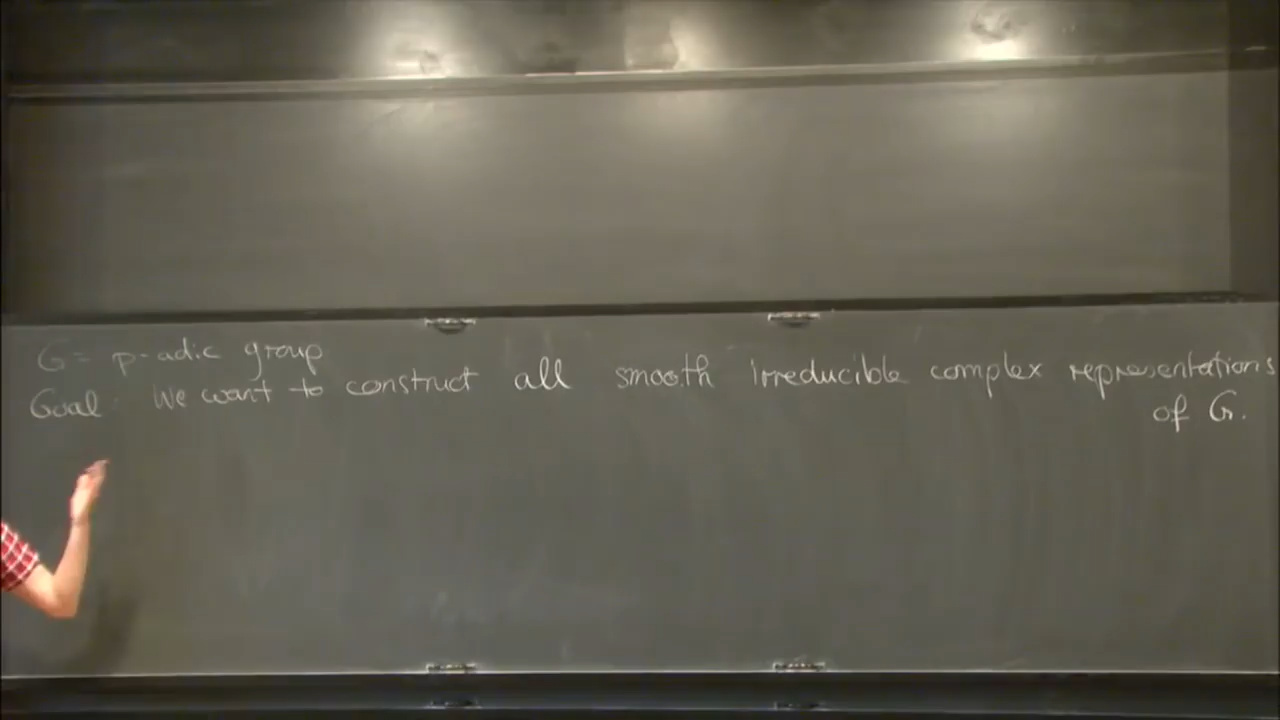 G = p-adic group
Goal: We want to construct all smooth irreducible complex representations
of G.